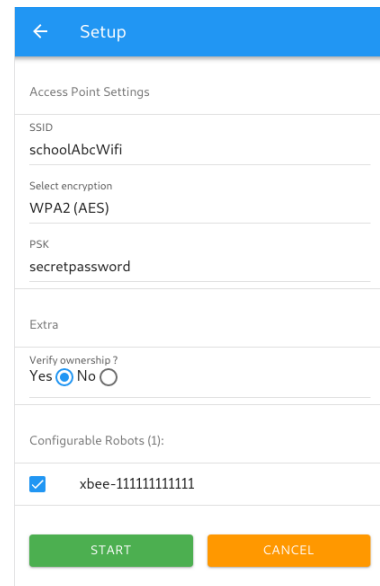 Setup
Access Point Settings
SSID
schoolAbcWifi
Select encryption
WPA2 (AES)
PSK
secretpassword
Extra
Verify ownership ?
Yes No
Configurable Robots (1):
xbee-111111111111
START CANCEL